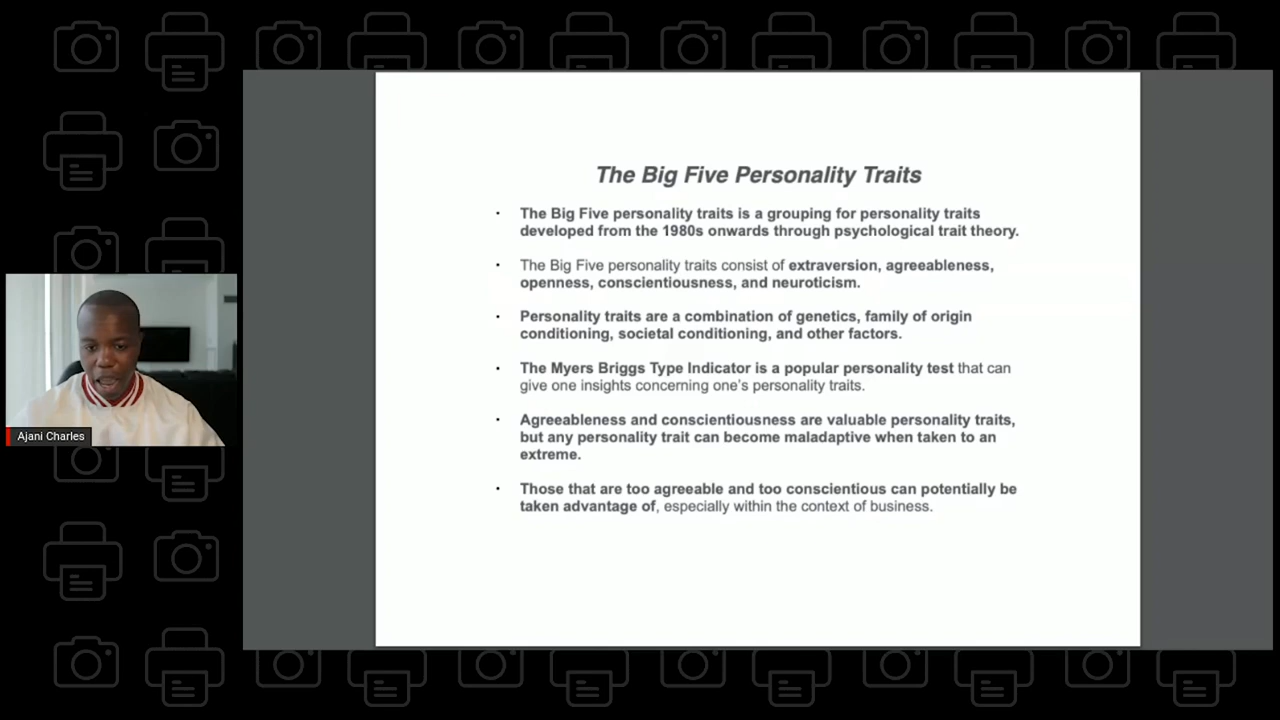 The Big Five Personality Traits
· The Big Five personality traits is a grouping for personality traits
developed from the 1980s onwards through psychological trait theory.
· The Big Five personality traits consist of extraversion, agreeableness,
openness, conscientiousness, and neuroticism.
· Personality traits are a combination of genetics, family of origin
conditioning, societal conditioning, and other factors.
· The Myers Briggs Type Indicator is a popular personality test that can
give one insights concerning one's personality traits.
· Agreeableness and conscientiousness are valuable personality traits,
but any personality trait can become maladaptive when taken to an
extreme.
· Those that are too agreeable and too conscientious can potentially be
taken advantage of, especially within the context of business.
Ajani Charles